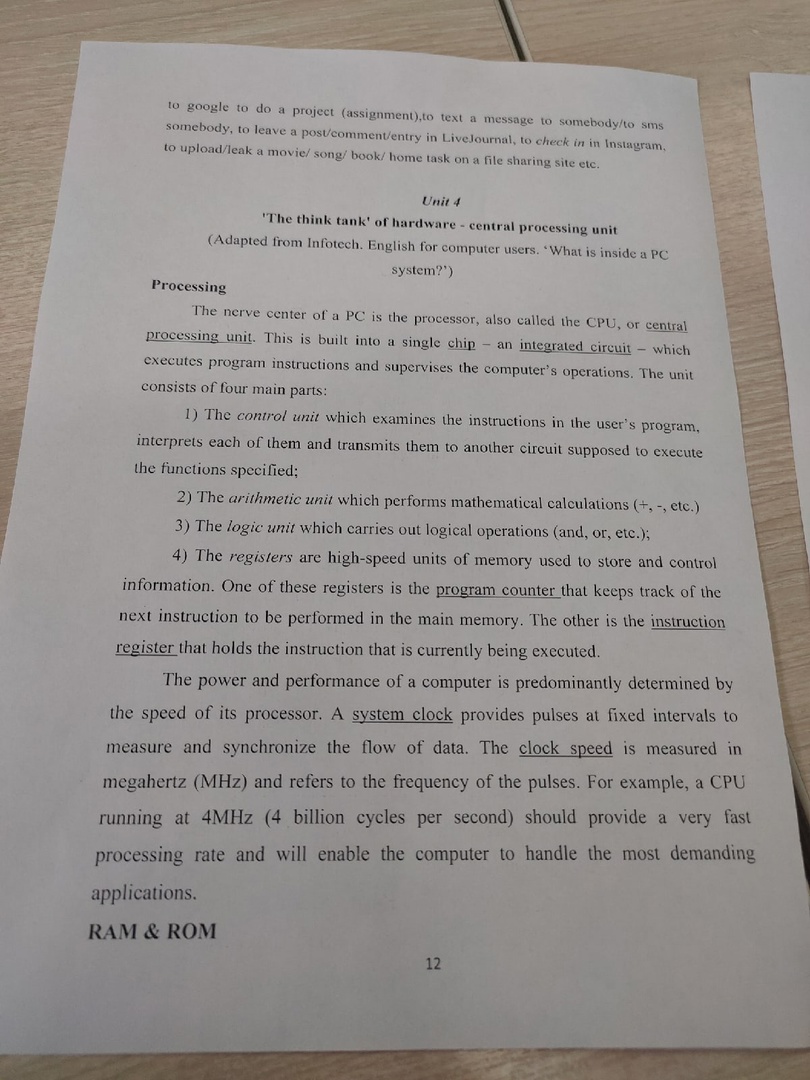 to google to do a project (assignment),to text a message to somebody/to sms
somebody, to leave a post/comment/entry in LiveJournal, to check in in Instagram,
to upload/leak a movie/ song/ book/ home task on a file sharing site etc.
Unit 4
'The think tank' of hardware - central processing unit
(Adapted from Infotech. English for computer users. 'What is inside a PC
system?')
Processing
The nerve center of a PC is the processor, also called the CPU, or central
processing unit. This is built into a single chip – an integrated circuit – which
executes program instructions and supervises the computer's operations. The unit
consists of four main parts:
1) The control unit which examines the instructions in the user's program,
interprets each of them and transmits them to another circuit supposed to execute
the functions specified;
2) The arithmetic unit which performs mathematical calculations (+, -, etc.)
3) The logic unit which carries out logical operations (and, or, etc.);
4) The registers are high-speed units of memory used to store and control
information. One of these registers is the program counter that keeps track of the
next instruction to be performed in the main memory. The other is the instruction
register that holds the instruction that is currently being executed.
The power and performance of a computer is predominantly determined by
the speed of its processor. A system clock provides pulses at fixed intervals to
measure and synchronize the flow of data. The clock speed is measured in
megahertz (MHz) and refers to the frequency of the pulses. For example, a CPU
running at 4MHz (4 billion cycles per second) should provide a very fast
processing rate and will enable the computer to handle the most demanding
applications.
RAM & ROM
12